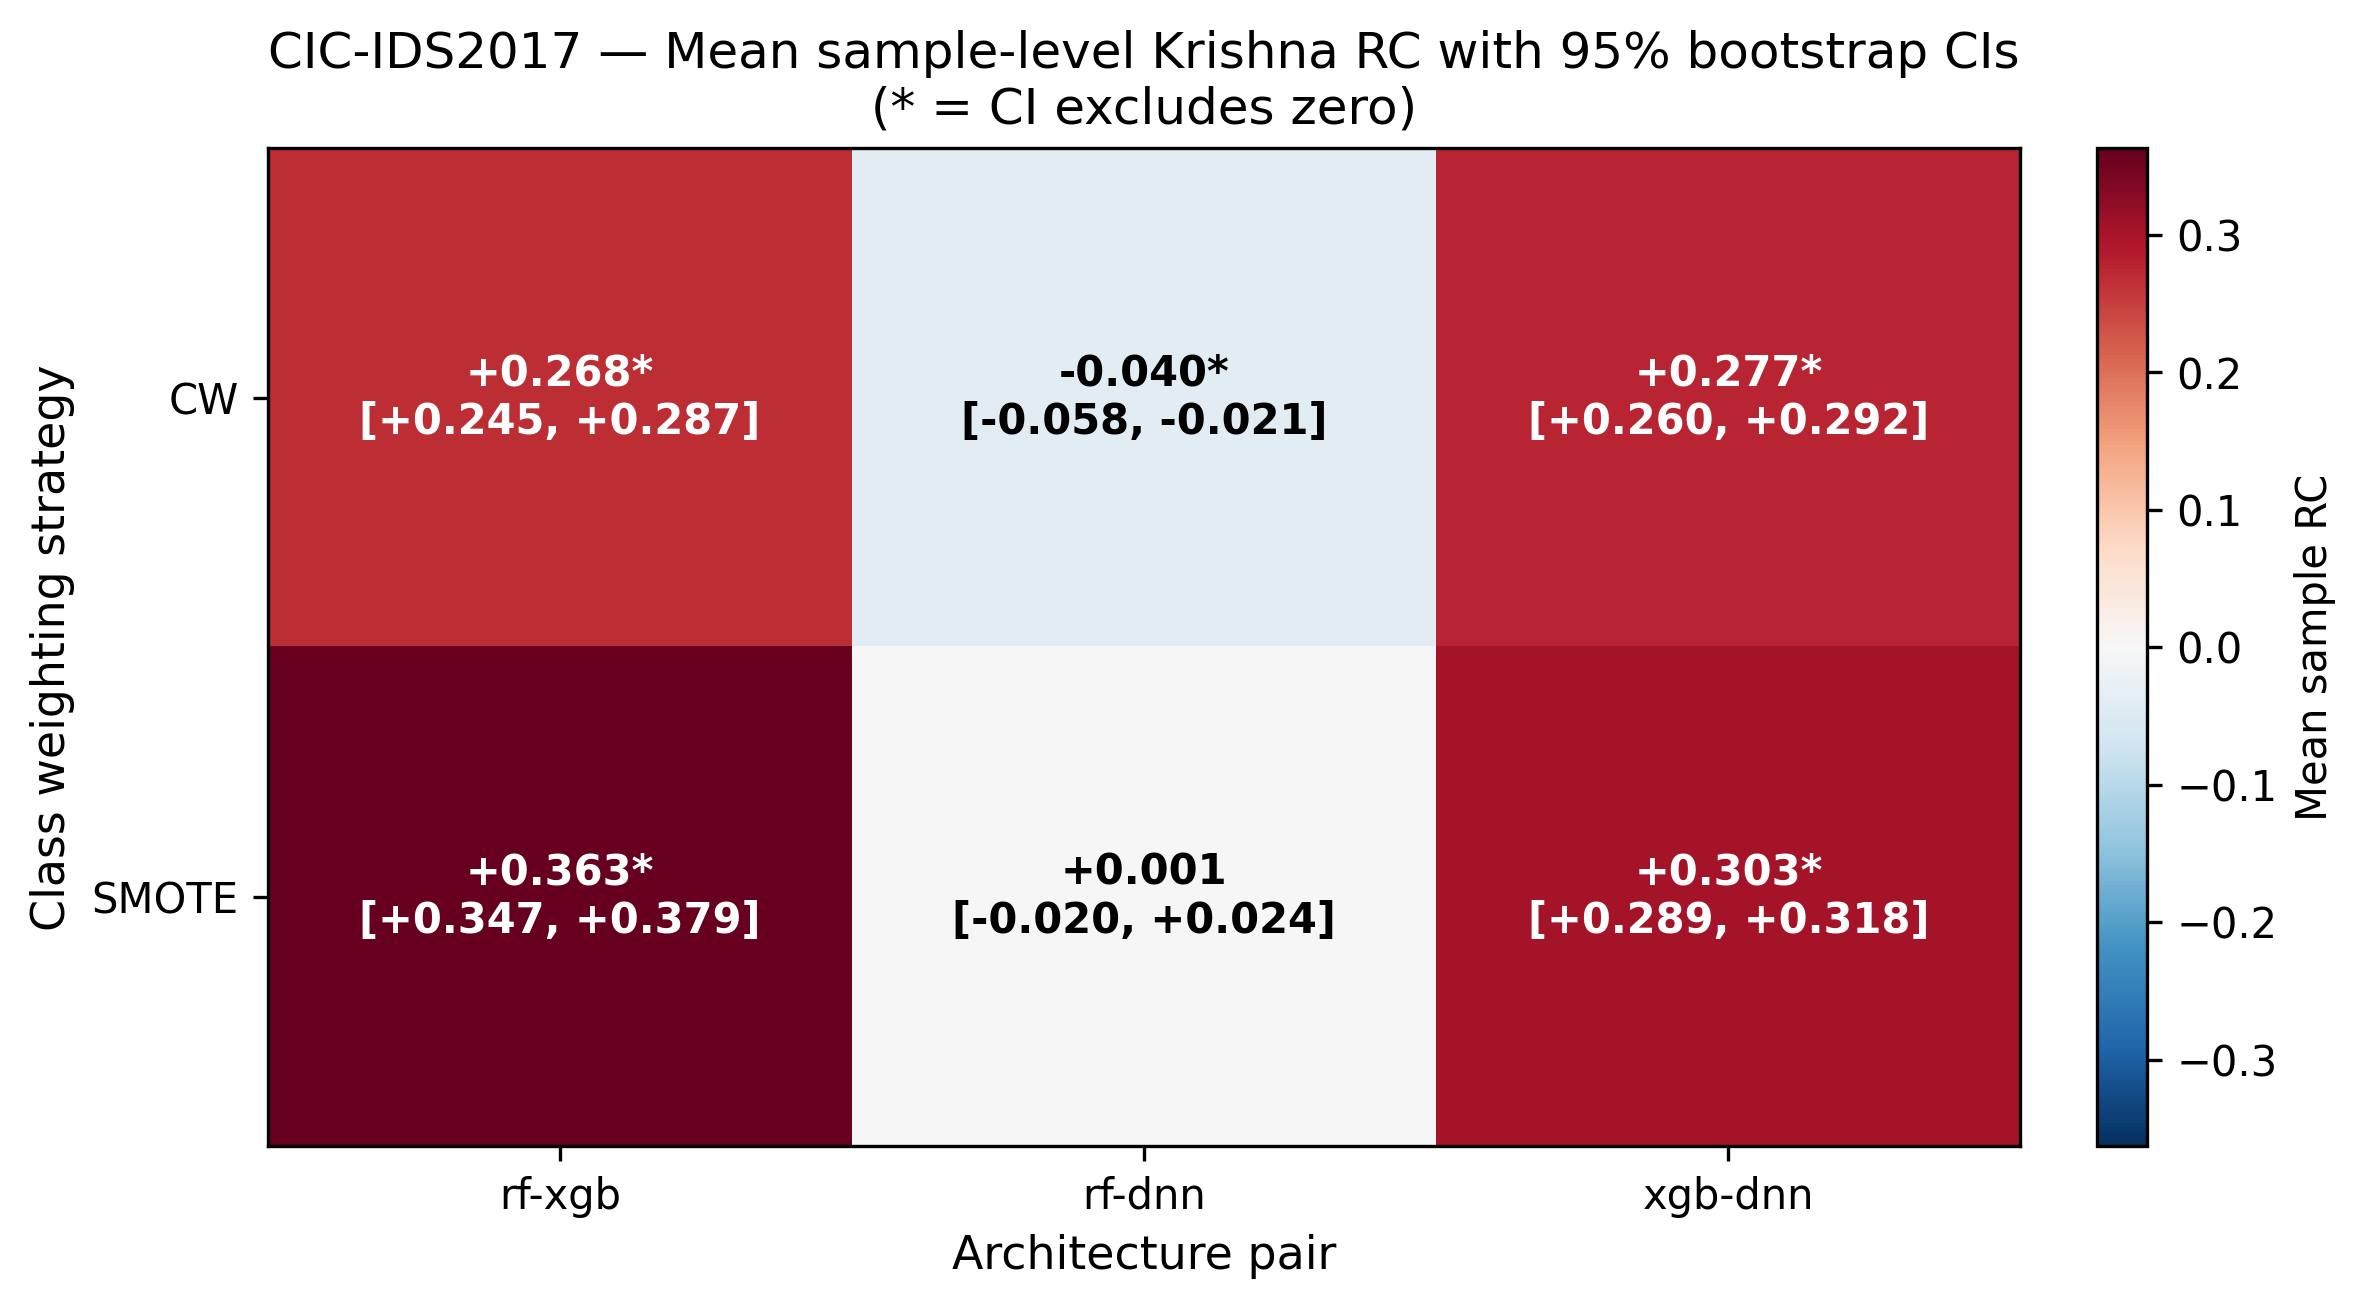 CIC-IDS2017 — Mean sample-level Krishna RC with 95% bootstrap CIs
(* = CI excludes zero)
Class weighting strategy
CW
SMOTE
+0.268*
[+0.245, +0.287]
-0.040*
[-0.058, -0.021]
+0.277*
[+0.260, +0.292]
+0.363*
[+0.347, +0.379]
+0.001
[-0.020, +0.024]
+0.303*
[+0.289, +0.318]
rf-xgb
rf-dnn
xgb-dnn
Architecture pair
0.3
0.2
0.1
0.0
−0.1
−0.2
−0.3
Mean sample RC